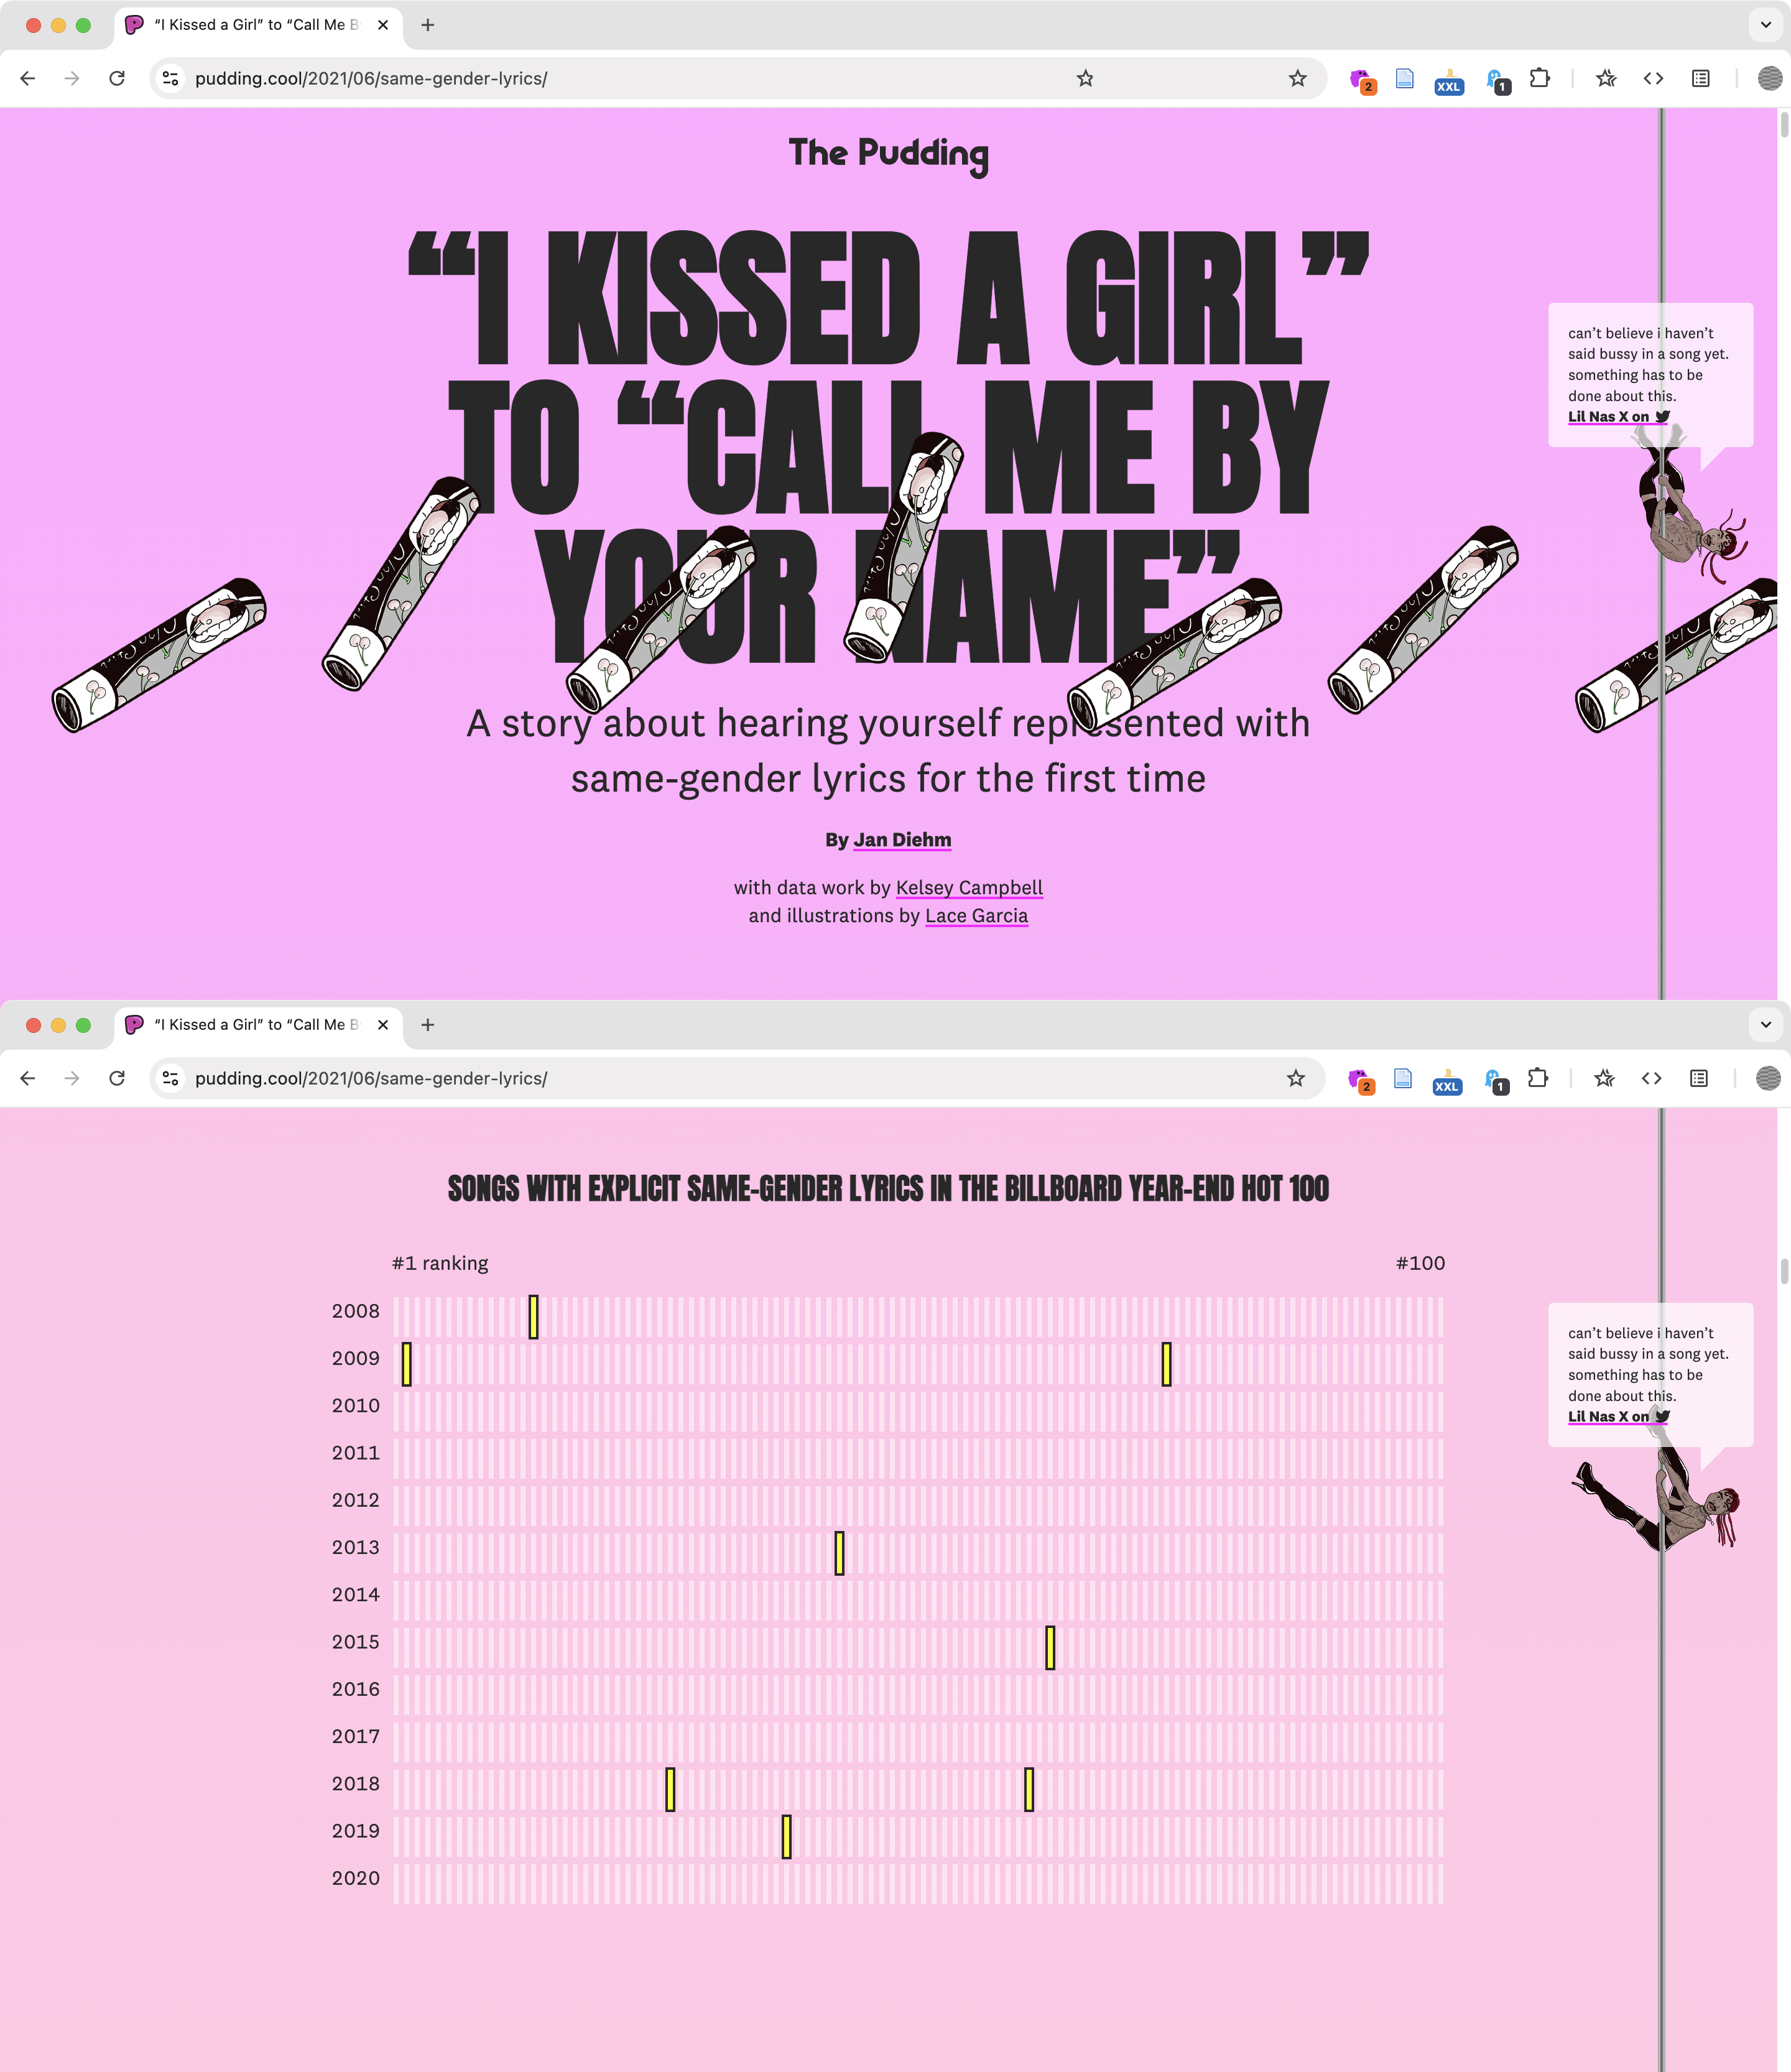 “I Kissed a Girl” to “Call Me B
pudding.cool/2021/06/same-gender-lyrics/
2
XXL
1
The Pudding
“I KISSED A GIRL”
TO “CALL ME BY
YOUR NAME”
A story about hearing yourself represented with
same-gender lyrics for the first time
By Jan Diehm
with data work by Kelsey Campbell
and illustrations by Lace Garcia
can’t believe i haven’t
said bussy in a song yet.
something has to be
done about this.
Lil Nas X on
“I Kissed a Girl” to “Call Me B
pudding.cool/2021/06/same-gender-lyrics/
2
XXL
1
SONGS WITH EXPLICIT SAME-GENDER LYRICS IN THE BILLBOARD YEAR-END HOT 100
#1 ranking
#100
2008
2009
2010
2011
2012
2013
2014
2015
2016
2017
2018
2019
2020
can’t believe i haven’t
said bussy in a song yet.
something has to be
done about this.
Lil Nas X on